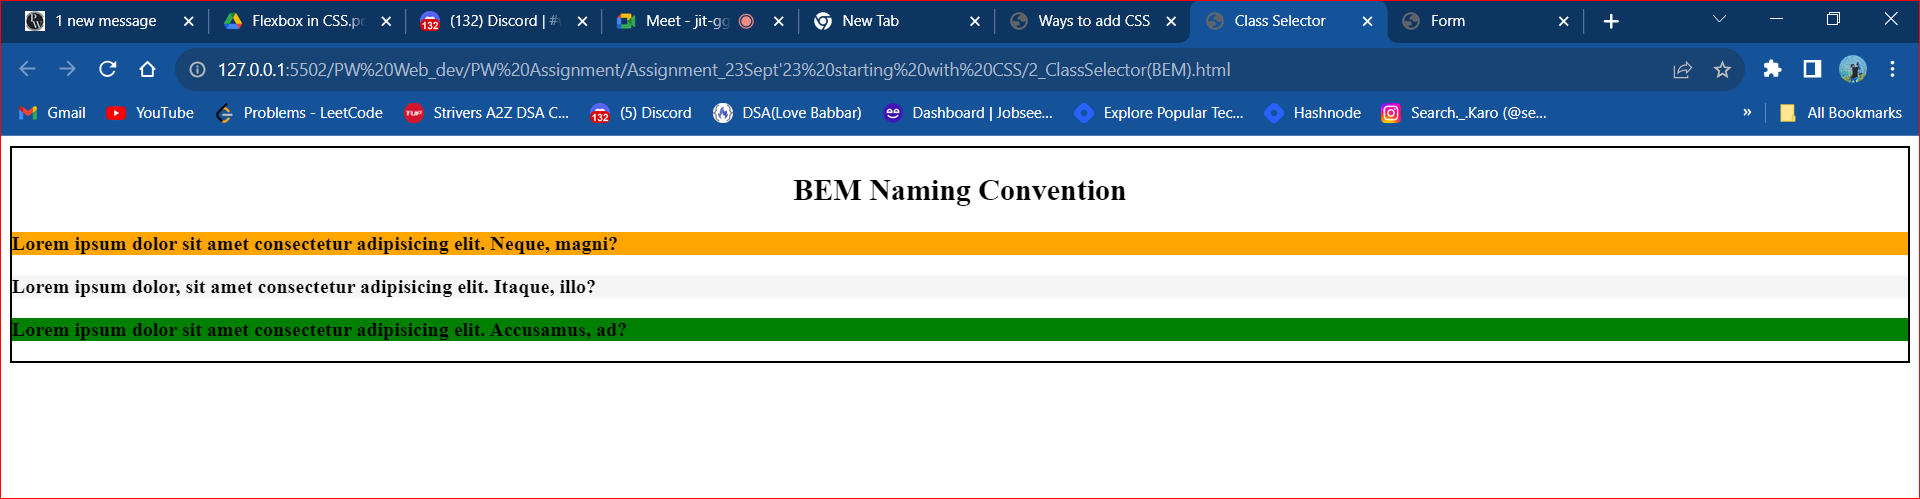 1 new message
Flexbox in CSS.pc
(132) Discord | #
Meet - jit-gg
New Tab
Ways to add CSS
Class Selector
Form
127.0.0.1:5502/PW%20Web_dev/PW%20Assignment/Assignment_23Sept'23%20starting%20with%20CSS/2_ClassSelector(BEM).html
Gmail
YouTube
Problems - LeetCode
Strivers A2Z DSA C...
(5) Discord
DSA(Love Babbar)
Dashboard | Jobsee...
Explore Popular Tec...
Hashnode
Search._.Karo (@se...
»
All Bookmarks
BEM Naming Convention
Lorem ipsum dolor sit amet consectetur adipisicing elit. Neque, magni?
Lorem ipsum dolor, sit amet consectetur adipisicing elit. Itaque, illo?
Lorem ipsum dolor sit amet consectetur adipisicing elit. Accusamus, ad?